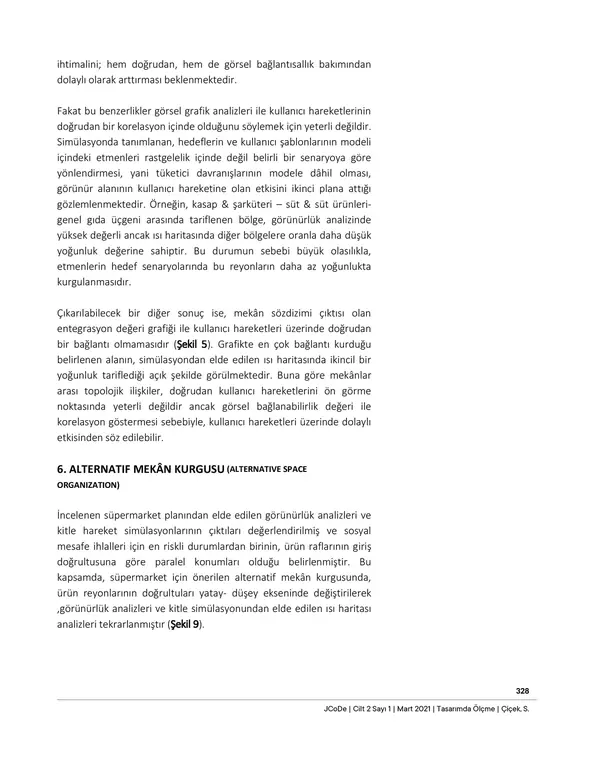 ihtimalini; hem doğrudan, hem de görsel bağlantısallık bakımından
dolaylı olarak arttırması beklenmektedir.
Fakat bu benzerlikler görsel grafik analizleri ile kullanıcı hareketlerinin
doğrudan bir korelasyon içinde olduğunu söylemek için yeterli değildir.
Simülasyonda tanımlanan, hedeflerin ve kullanıcı şablonlarının modeli
içindeki etmenleri rastgelelik içinde değil belirli bir senaryoya göre
yönlendirmesi, yani tüketici davranışlarının modele dâhil olması,
görünür alanının kullanıcı hareketine olan etkisini ikinci plana attığı
gözlemlenmektedir. Örneğin, kasap & şarküteri – süt & süt ürünleri-
genel gıda üçgeni arasında tariflenen bölge, görünürlük analizinde
yüksek değerli ancak ısı haritasında diğer bölgelere oranla daha düşük
yoğunluk değerine sahiptir. Bu durumun sebebi büyük olasılıkla,
etmenlerin hedef senaryolarında bu reyonların daha az yoğunlukta
kurgulanmasıdır.
Çıkarılabilecek bir diğer sonuç ise, mekân sözdizimi çıktısı olan
entegrasyon değeri grafiği ile kullanıcı hareketleri üzerinde doğrudan
bir bağlantı olmamasıdır (Şekil 5). Grafikte en çok bağlantı kurduğu
belirlenen alanın, simülasyondan elde edilen ısı haritasında ikincil bir
yoğunluk tariflediği açık şekilde görülmektedir. Buna göre mekânlar
arası topolojik ilişkiler, doğrudan kullanıcı hareketlerini ön görme
noktasında yeterli değildir ancak görsel bağlanabilirlik değeri ile
korelasyon göstermesi sebebiyle, kullanıcı hareketleri üzerinde dolaylı
etkisinden söz edilebilir.
6. ALTERNATIF MEKÂN KURGUSU (ALTERNATIVE SPACE
ORGANIZATION)
İncelenen süpermarket planından elde edilen görünürlük analizleri ve
kitle hareket simülasyonlarının çıktıları değerlendirilmiş ve sosyal
mesafe ihlalleri için en riskli durumlardan birinin, ürün raflarının giriş
doğrultusuna göre paralel konumları olduğu belirlenmiştir. Bu
kapsamda, süpermarket için önerilen alternatif mekân kurgusunda,
ürün reyonlarının doğrultuları yatay- düşey ekseninde değiştirilerek
,görünürlük analizleri ve kitle simülasyonundan elde edilen ısı haritası
analizleri tekrarlanmıştır (Şekil 9).
328
JCoDe | Cilt 2 Sayı 1 | Mart 2021 | Tasarımda Ölçme | Çiçek, S.